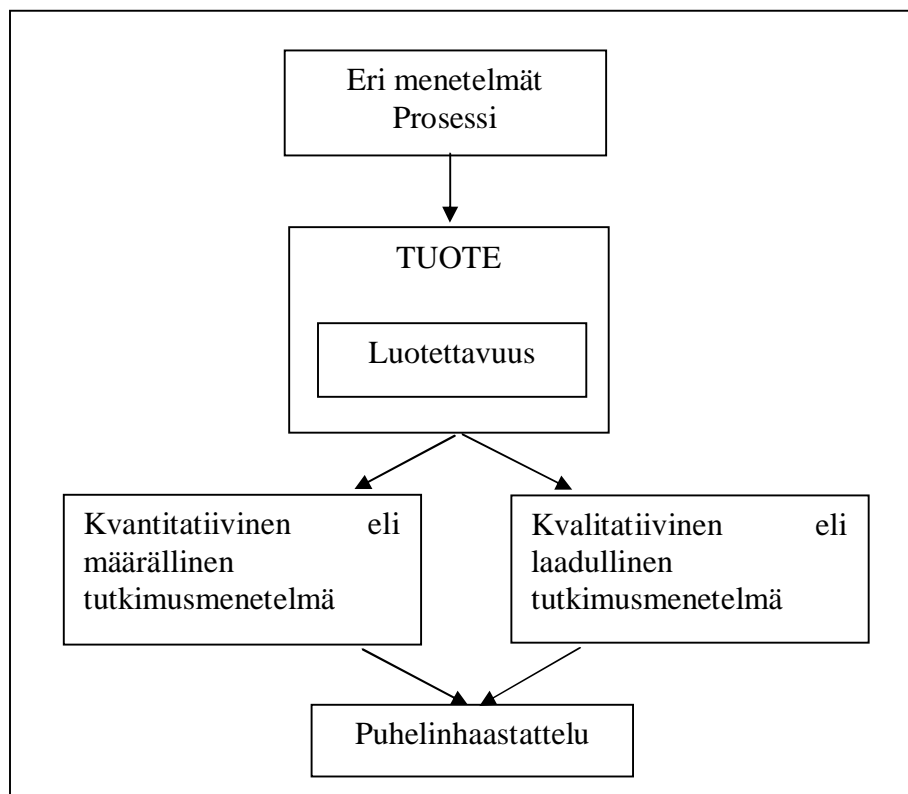 Eri menetelmät
Prosessi
TUOTE
Luotettavuus
Kvantitatiivinen eli
määrällinen
tutkimusmenetelmä
Kvalitatiivinen eli
laadullinen
tutkimusmenetelmä
Puhelinhaastattelu